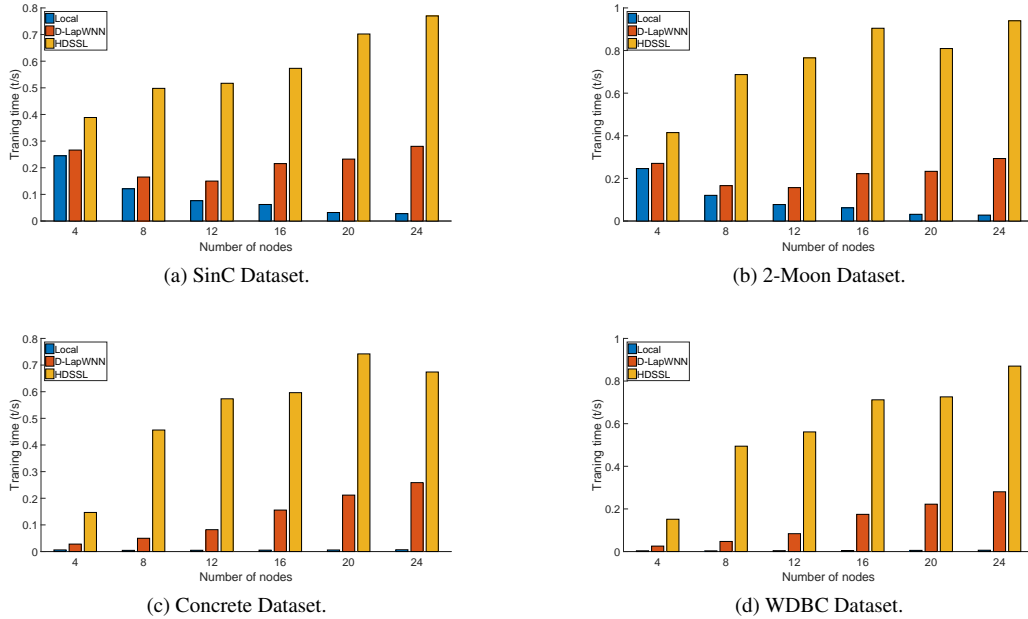 0.8
0.7
0.6
0.5
0.4
0.3
0.2
0.1
0
Traning time (t/s)
Local
D-LapWNN
HDSSL
4 8 12 16 20 24
Number of nodes
(a) SinC Dataset.
1
0.8
0.6
0.4
0.2
0
Traning time (t/s)
Local
D-LapWNN
HDSSL
4 8 12 16 20 24
Number of nodes
(b) 2-Moon Dataset.
0.8
0.7
0.6
0.5
0.4
0.3
0.2
0.1
0
Traning time (t/s)
Local
D-LapWNN
HDSSL
4 8 12 16 20 24
Number of nodes
(c) Concrete Dataset.
1
0.8
0.6
0.4
0.2
0
Traning time (t/s)
Local
D-LapWNN
HDSSL
4 8 12 16 20 24
Number of nodes
(d) WDBC Dataset.